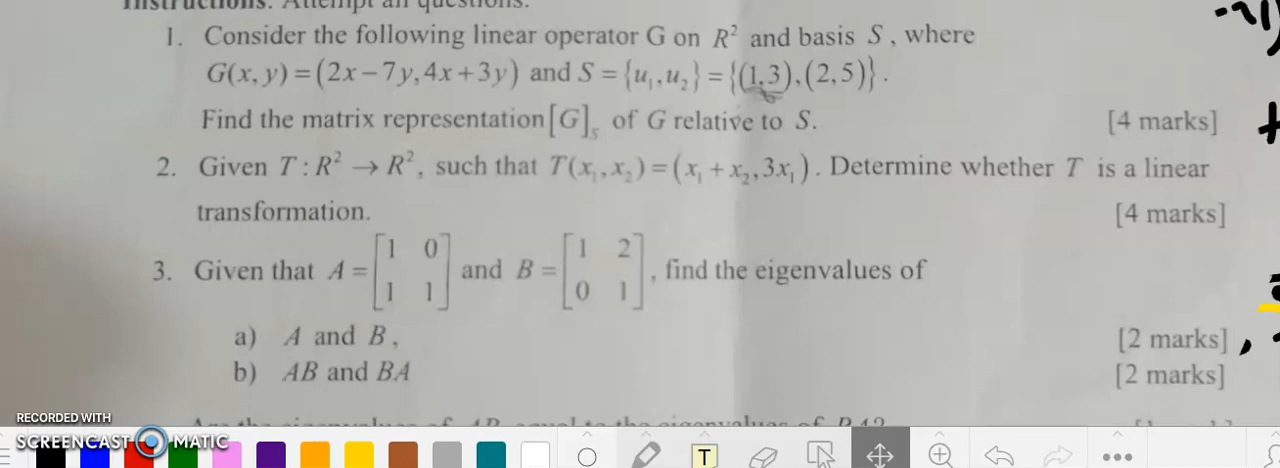 Instructions: Attempt all questions.
1. Consider the following linear operator G on R² and basis S, where
G(x, y) = (2x − 7y, 4x + 3y) and S = {u₁, u₂} = {(1,3), (2,5)}.
Find the matrix representation [G]ₛ of G relative to S. [4 marks]
2. Given T : R² → R², such that T(x₁, x₂) = (x₁ + x₂, 3x₁). Determine whether T is a linear
transformation. [4 marks]
3. Given that A = [1 0; 1 1] and B = [1 2; 0 1], find the eigenvalues of
a) A and B, [2 marks]
b) AB and BA [2 marks]
RECORDED WITH
SCREENCAST MATIC
T